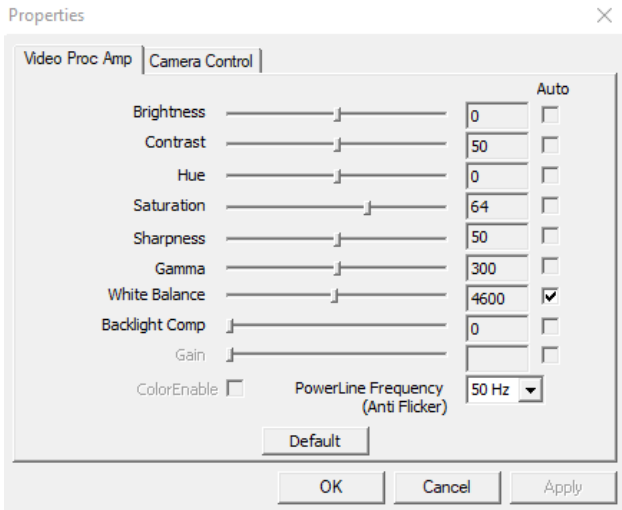 Properties
Video Proc Amp Camera Control
Auto
Brightness 0
Contrast 50
Hue 0
Saturation 64
Sharpness 50
Gamma 300
White Balance 4600
Backlight Comp 0
Gain
ColorEnable PowerLine Frequency 50 Hz
(Anti Flicker)
Default
OK Cancel Apply